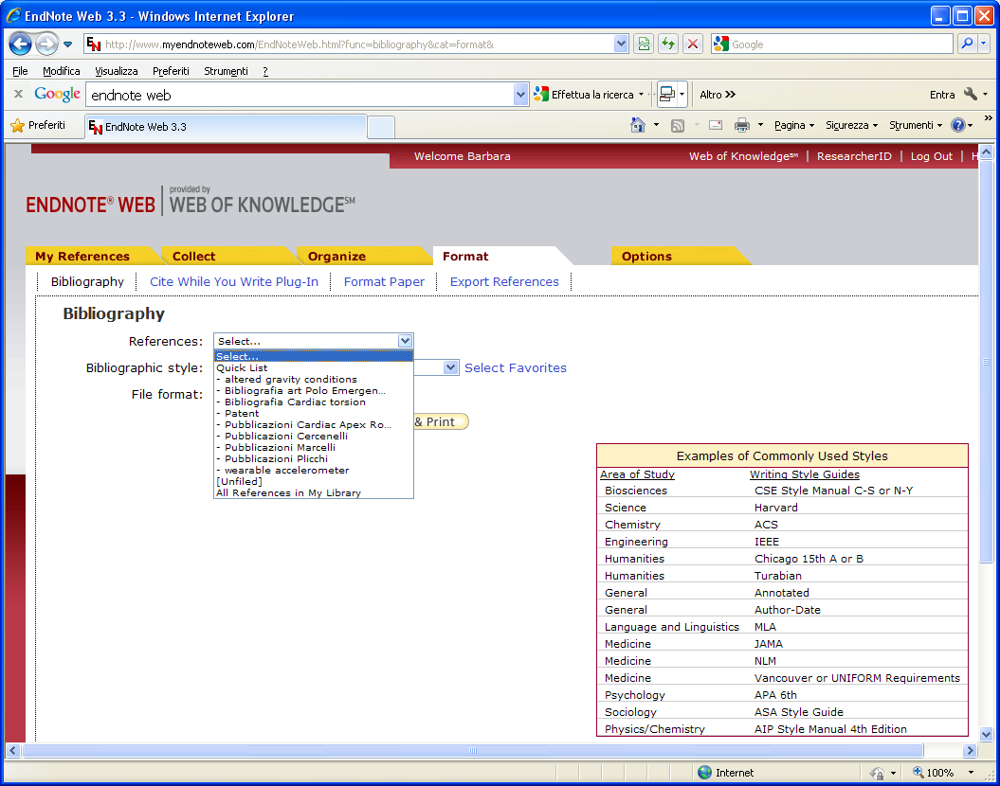 EndNote Web 3.3 - Windows Internet Explorer
http://www.myendnoteweb.com/EndNoteWeb.html?func=bibliography&cat=format&
Google
File Modifica Visualizza Preferiti Strumenti ?
x Google endnote web Effettua la ricerca Altro >> Entra
Preferiti EndNote Web 3.3 Pagina Sicurezza Strumenti >>
Welcome Barbara Web of Knowledge℠ | ResearcherID | Log Out | H
provided by
ENDNOTE® WEB WEB OF KNOWLEDGE℠
My References Collect Organize Format Options
Bibliography Cite While You Write Plug-In Format Paper Export References
Bibliography
References: Select...
Select...
Bibliographic style: Select Favorites
Quick List
- altered gravity conditions
- Bibliografia art Polo Emergen...
File format:
- Bibliografia Cardiac torsion
- Patent
- Pubblicazioni Cardiac Apex Ro...
& Print
- Pubblicazioni Cercenelli
- Pubblicazioni Marcelli
- Pubblicazioni Plicchi
- wearable accelerometer
[Unfiled]
All References in My Library
Examples of Commonly Used Styles
Area of Study Writing Style Guides
Biosciences CSE Style Manual C-S or N-Y
Science Harvard
Chemistry ACS
Engineering IEEE
Humanities Chicago 15th A or B
Humanities Turabian
General Annotated
General Author-Date
Language and Linguistics MLA
Medicine JAMA
Medicine NLM
Medicine Vancouver or UNIFORM Requirements
Psychology APA 6th
Sociology ASA Style Guide
Physics/Chemistry AIP Style Manual 4th Edition
Internet 100%